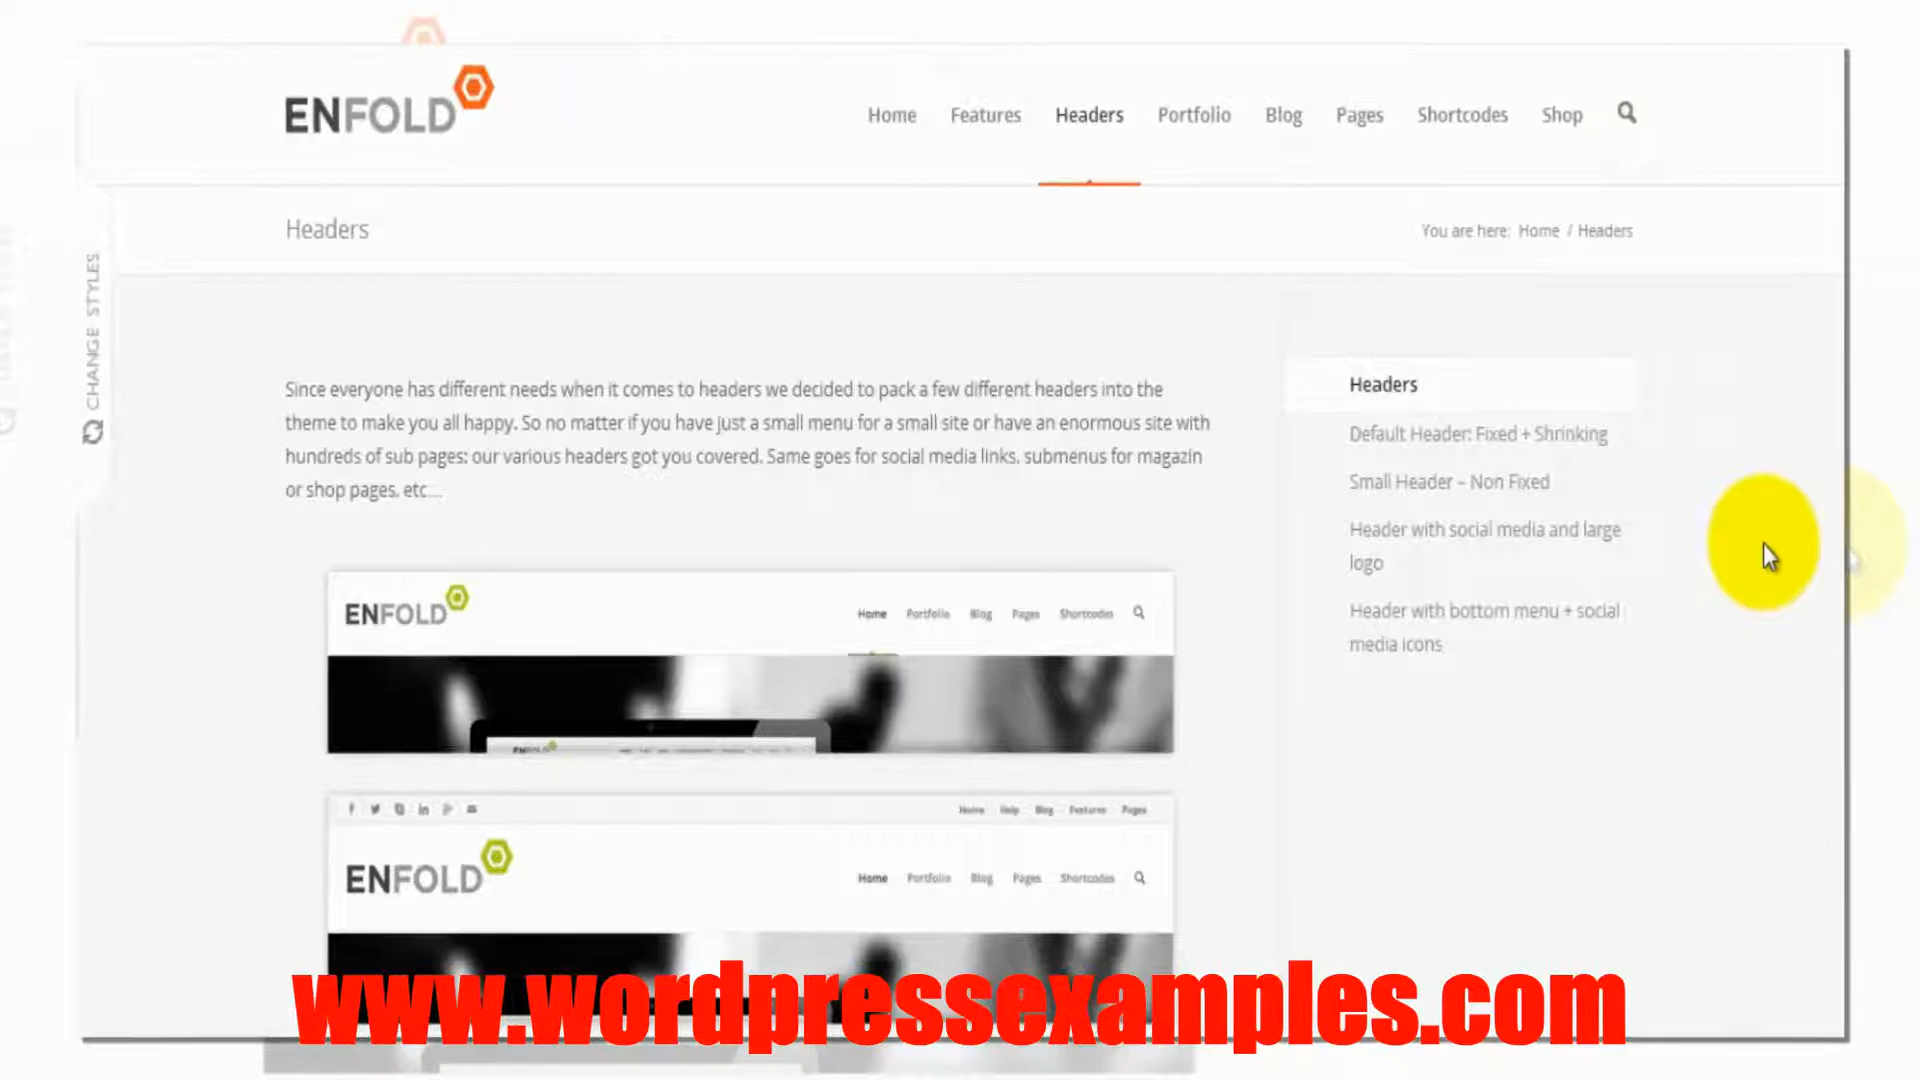 ENFOLD
Home Features Headers Portfolio Blog Pages Shortcodes Shop
Headers
You are here: Home / Headers
CHANGE STYLES
Since everyone has different needs when it comes to headers we decided to pack a few different headers into the
theme to make you all happy. So no matter if you have just a small menu for a small site or have an enormous site with
hundreds of sub pages: our various headers got you covered. Same goes for social media links, submenus for magazin
or shop pages, etc...
Headers
Default Header: Fixed + Shrinking
Small Header – Non Fixed
Header with social media and large
logo
Header with bottom menu + social
media icons
ENFOLD
Home Portfolio Blog Pages Shortcodes
ENFOLD
Home Help Blog Features Pages
ENFOLD
Home Portfolio Blog Pages Shortcodes
www.wordpressexamples.com